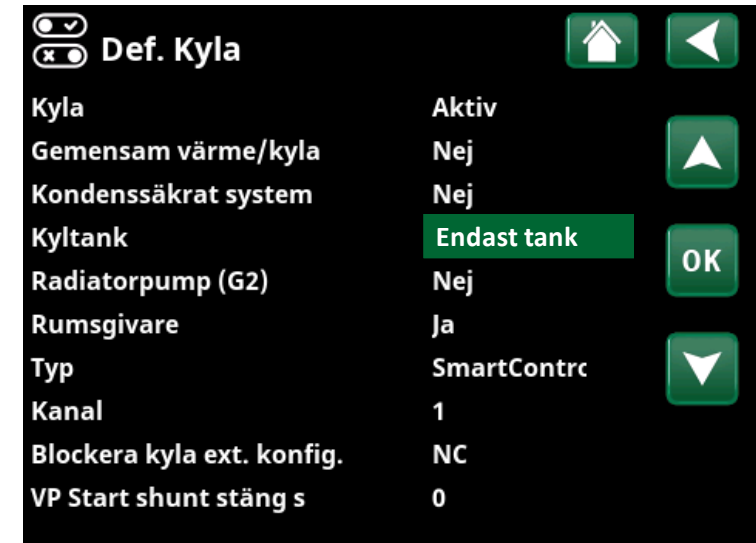 Def. Kyla
Kyla Aktiv
Gemensam värme/kyla Nej
Kondenssäkrat system Nej
Kyltank Endast tank
Radiatorpump (G2) Nej
OK
Rumsgivare Ja
Typ SmartContrc
Kanal 1
Blockera kyla ext. konfig. NC
VP Start shunt stäng s 0